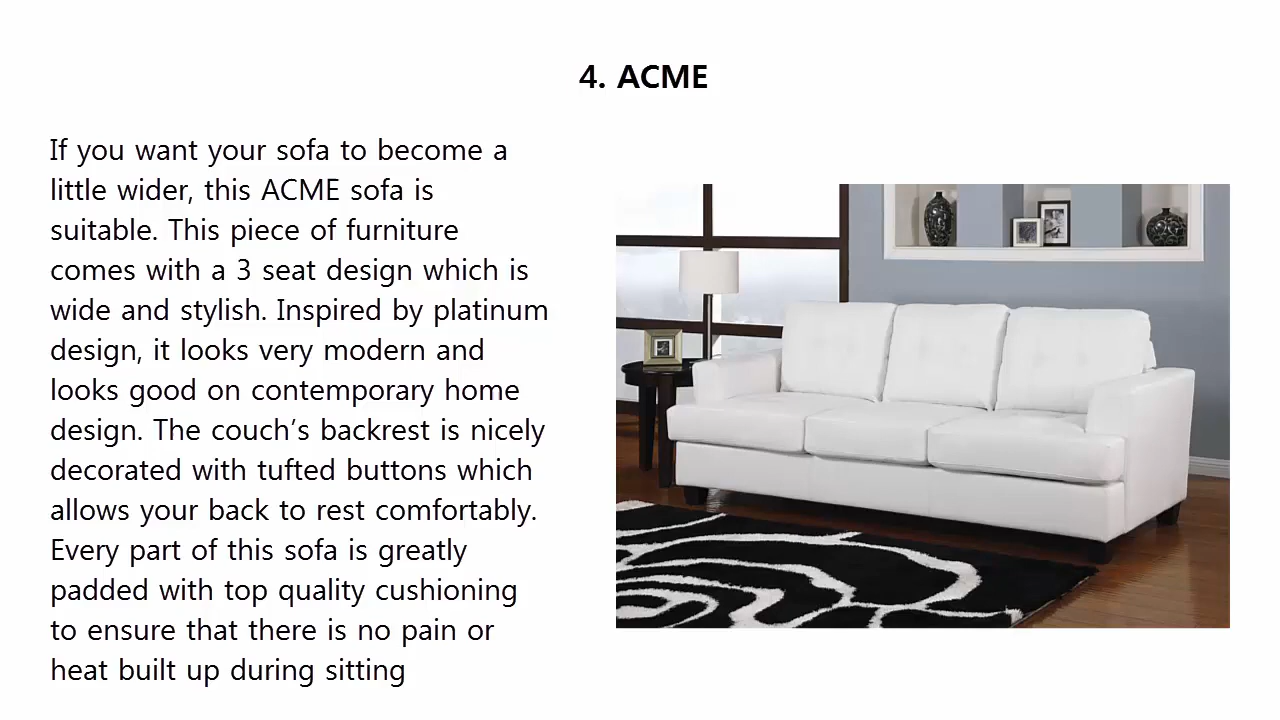 4. ACME
If you want your sofa to become a
little wider, this ACME sofa is
suitable. This piece of furniture
comes with a 3 seat design which is
wide and stylish. Inspired by platinum
design, it looks very modern and
looks good on contemporary home
design. The couch’s backrest is nicely
decorated with tufted buttons which
allows your back to rest comfortably.
Every part of this sofa is greatly
padded with top quality cushioning
to ensure that there is no pain or
heat built up during sitting